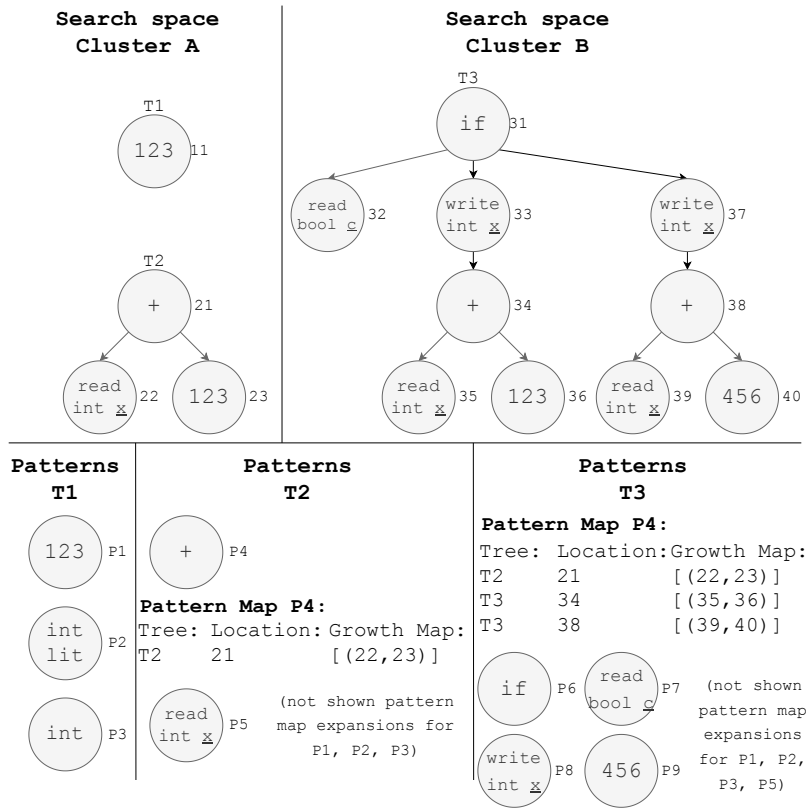 Search space
Cluster A
Search space
Cluster B
T1
123
11
T2
+
21
read
int x
22
123
23
T3
if
31
read
bool c
32
write
int x
33
write
int x
37
+
34
+
38
read
int x
35
123
36
read
int x
39
456
40
Patterns
T1
123
P1
int
lit
P2
int
P3
Patterns
T2
+
P4
Pattern Map P4:
Tree: Location: Growth Map:
T2 21 [(22,23)]
read
int x
P5
(not shown pattern
map expansions for
P1, P2, P3)
Patterns
T3
Pattern Map P4:
Tree: Location: Growth Map:
T2 21 [(22,23)]
T3 34 [(35,36)]
T3 38 [(39,40)]
if
P6
read
bool c
P7
write
int x
P8
456
P9
(not shown
pattern map
expansions
for P1, P2,
P3, P5)